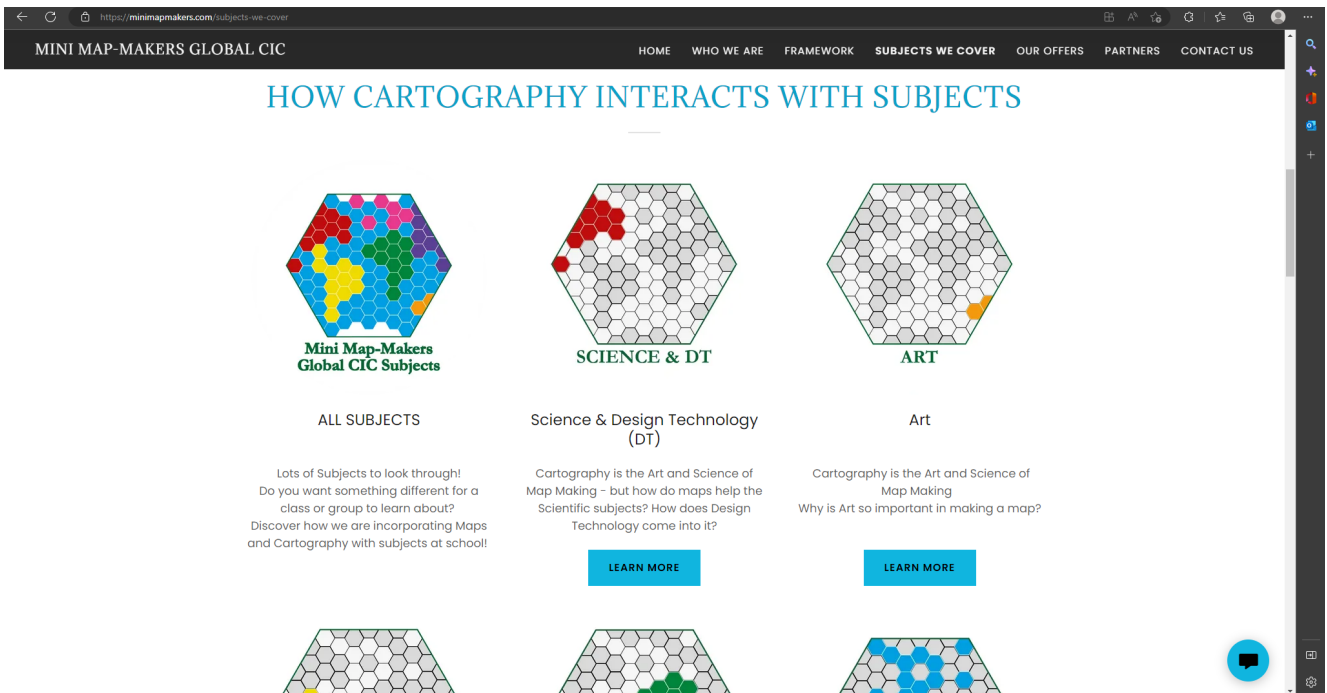 https://minimapmakers.com/subjects-we-cover
MINI MAP-MAKERS GLOBAL CIC
HOME WHO WE ARE FRAMEWORK SUBJECTS WE COVER OUR OFFERS PARTNERS CONTACT US
HOW CARTOGRAPHY INTERACTS WITH SUBJECTS
Mini Map-Makers
Global CIC Subjects
ALL SUBJECTS
Lots of Subjects to look through!
Do you want something different for a
class or group to learn about?
Discover how we are incorporating Maps
and Cartography with subjects at school!
SCIENCE & DT
Science & Design Technology
(DT)
Cartography is the Art and Science of
Map Making - but how do maps help the
Scientific subjects? How does Design
Technology come into it?
LEARN MORE
ART
Art
Cartography is the Art and Science of
Map Making
Why is Art so important in making a map?
LEARN MORE